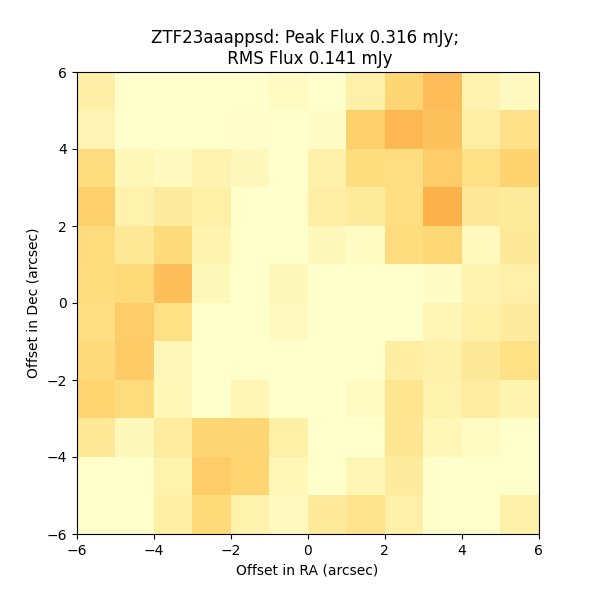 ZTF23aaappsd: Peak Flux 0.316 mJy;
RMS Flux 0.141 mJy
6
4
2
0
−2
−4
−6
Offset in Dec (arcsec)
−6 −4 −2 0 2 4 6
Offset in RA (arcsec)